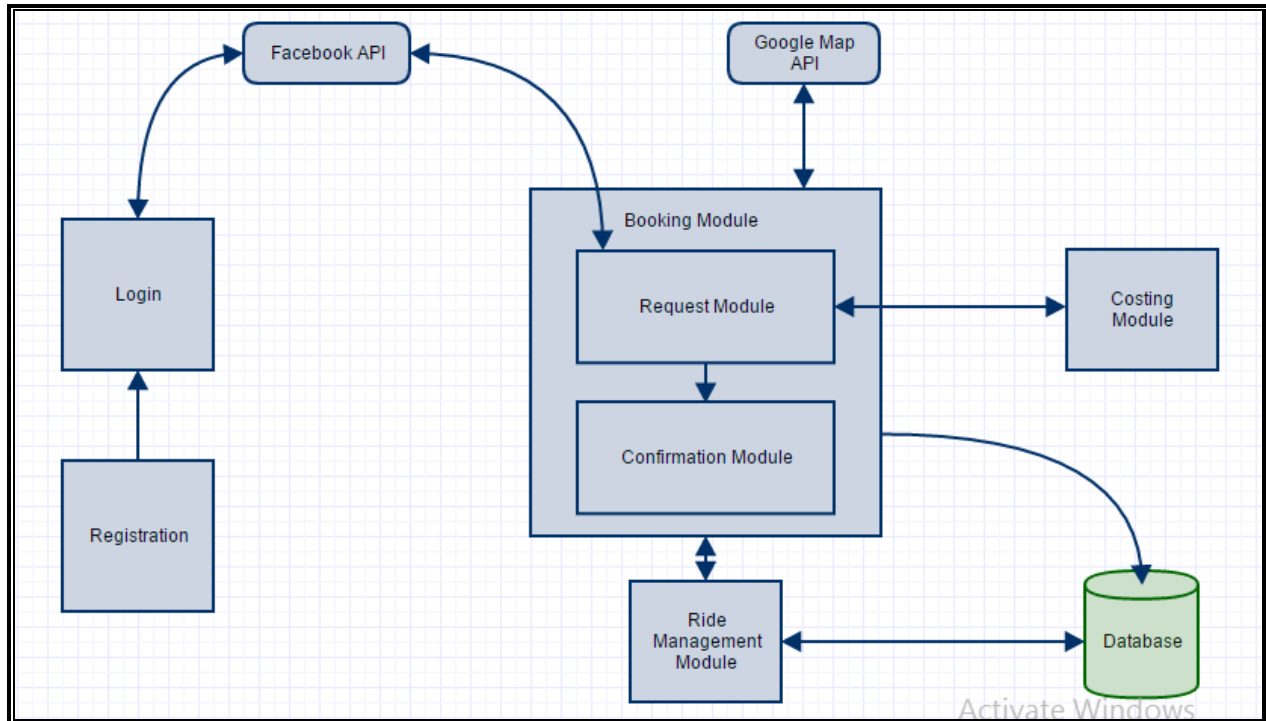 Facebook API
Google Map
API
Booking Module
Login
Request Module
Costing
Module
Confirmation Module
Registration
Ride
Management
Module
Database
Activate Windows